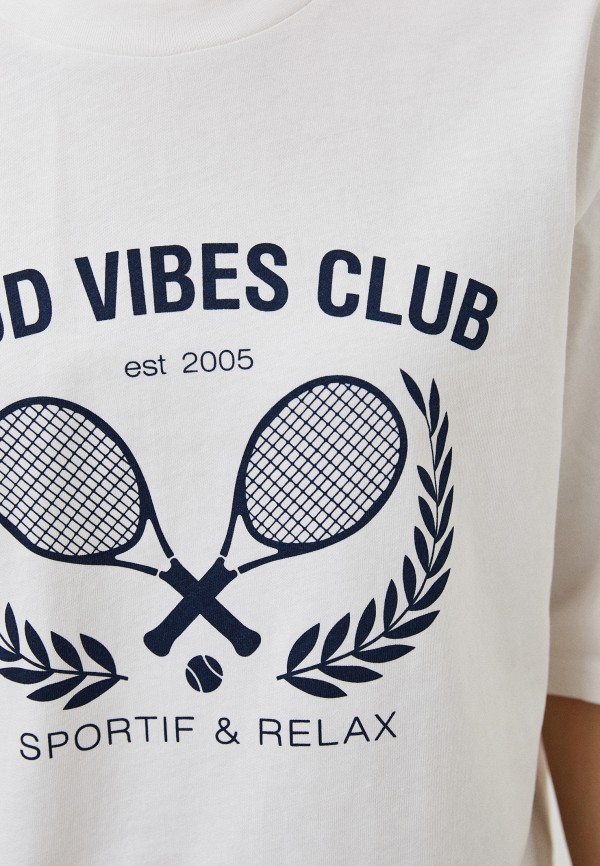 VIBES CLUB
est 2005
SPORTIF & RELAX